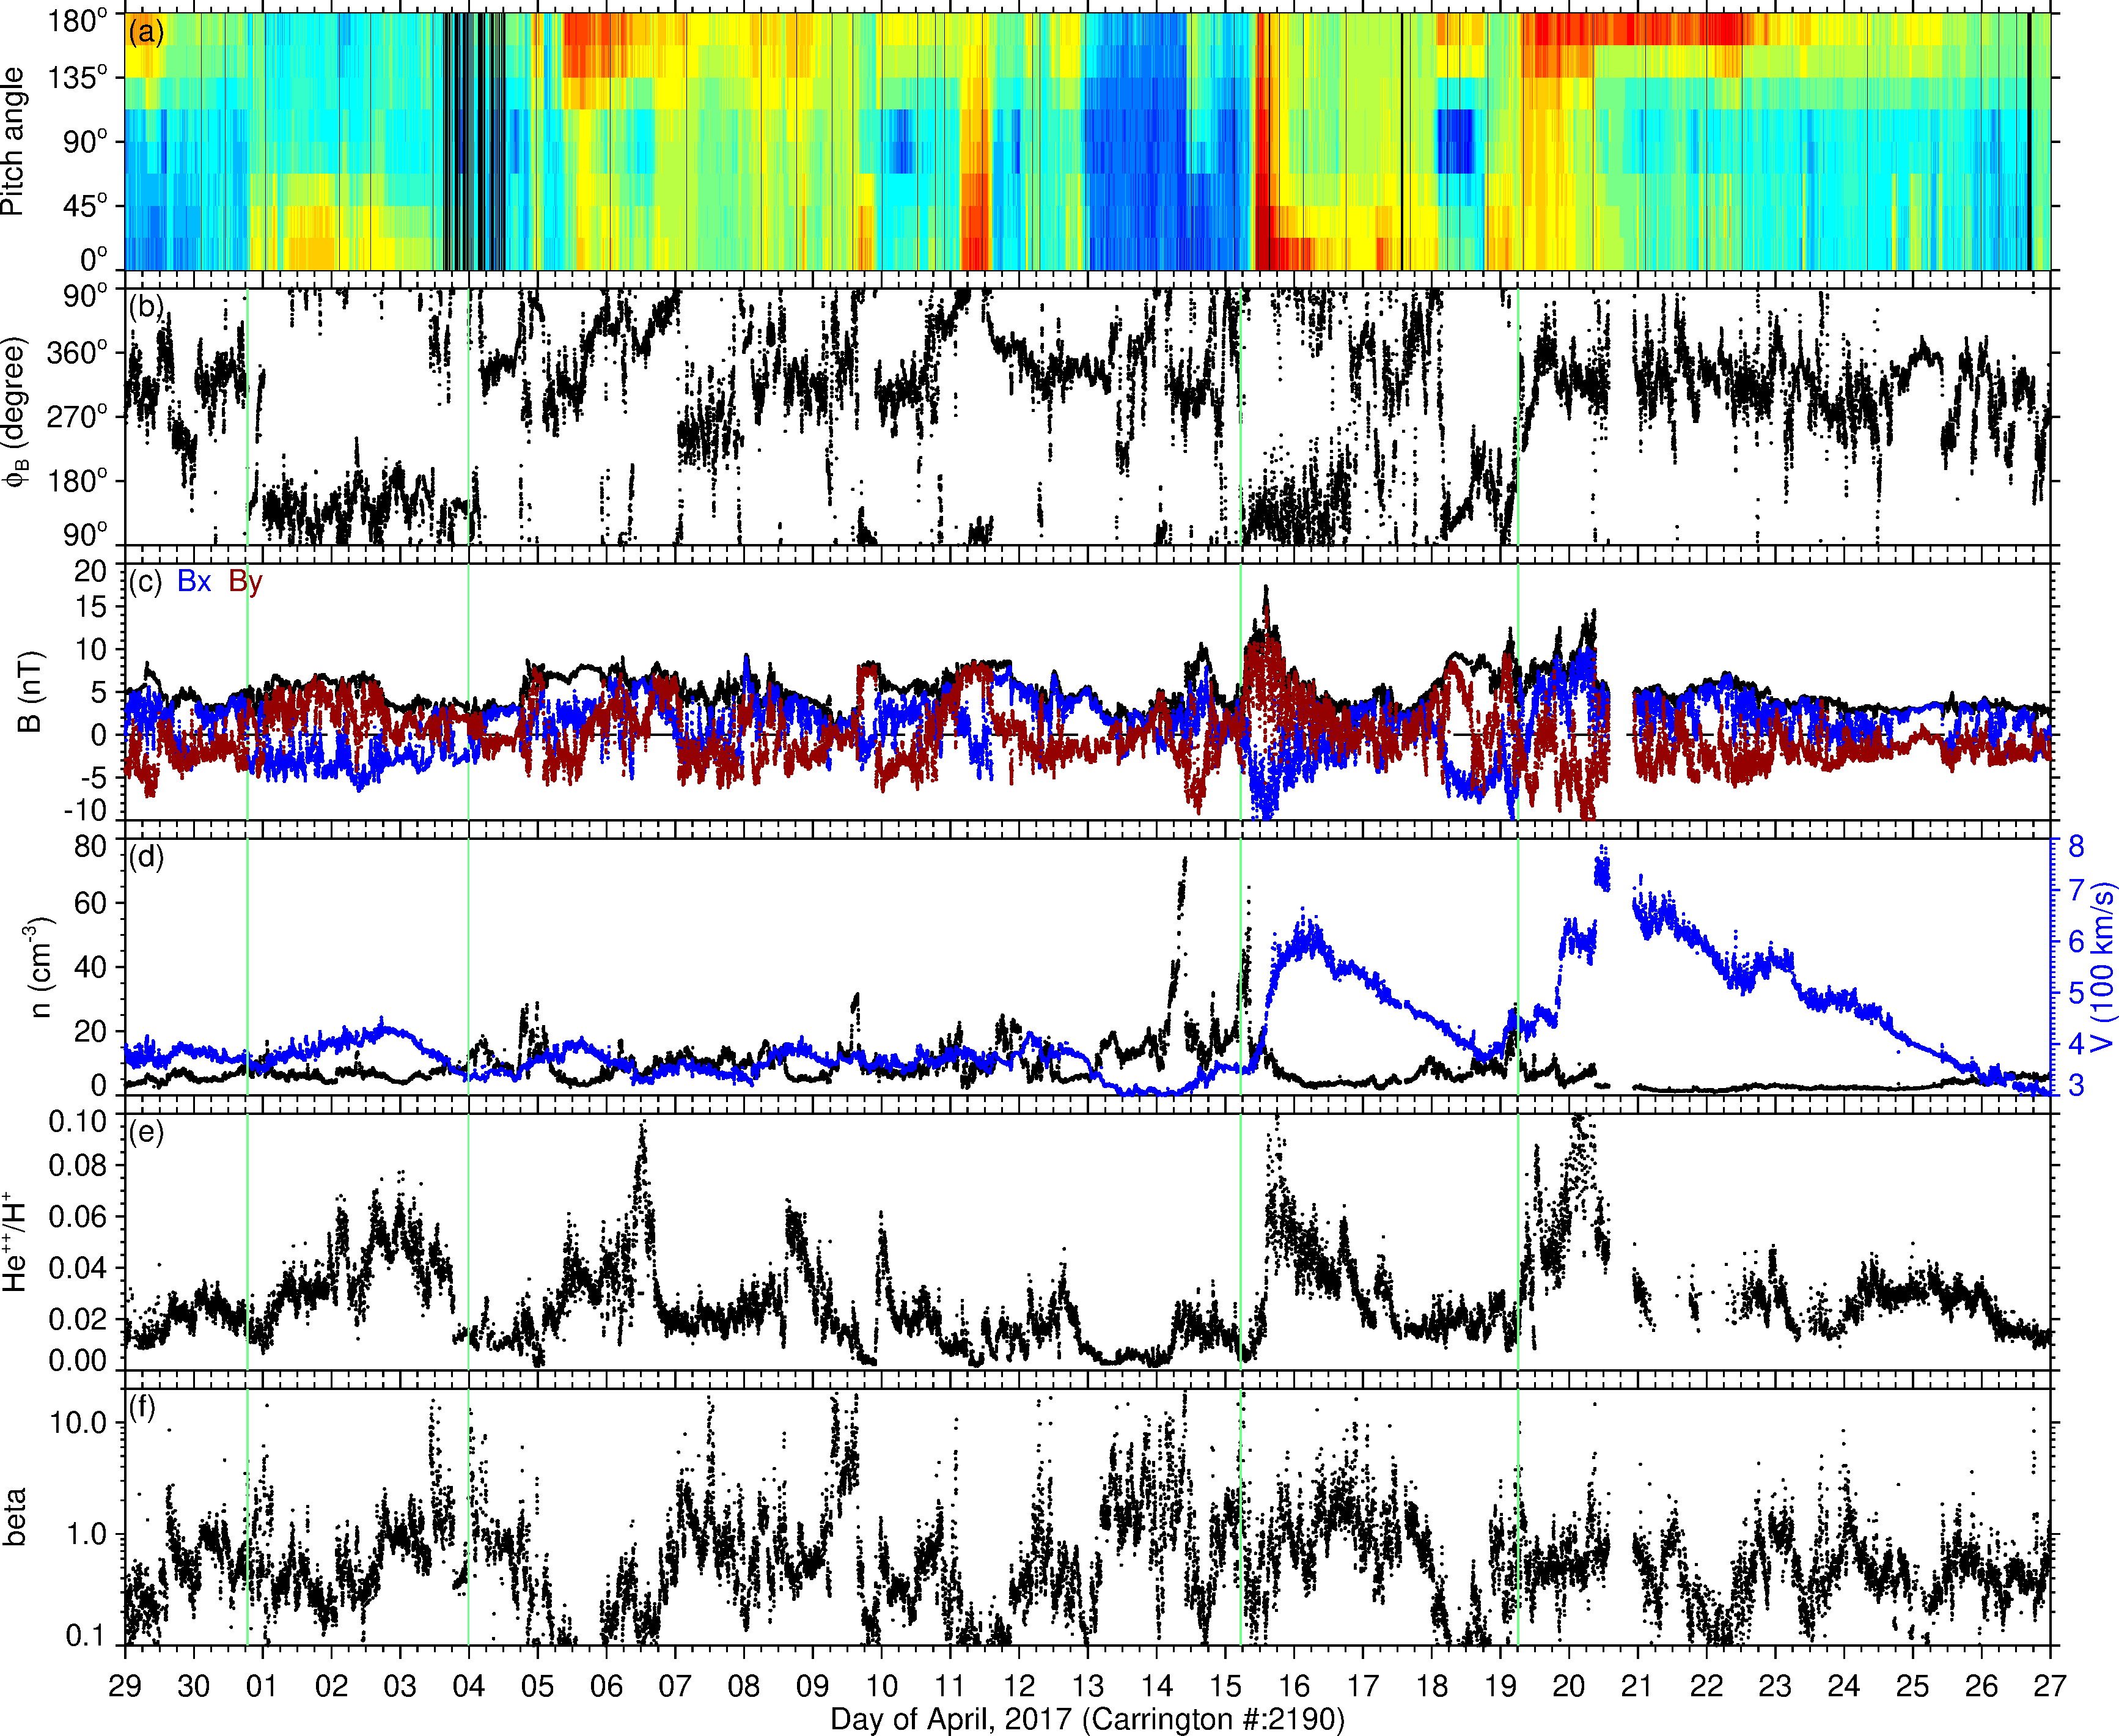 (a)
180°
135°
90°
45°
0°
Pitch angle
(b)
90°
360°
270°
180°
90°
ϕB (degree)
(c) Bx By
20
15
10
5
0
-5
-10
B (nT)
(d)
80
60
40
20
0
n (cm-3)
8
7
6
5
4
3
V (100 km/s)
(e)
0.10
0.08
0.06
0.04
0.02
0.00
He++/H+
(f)
10.0
1.0
0.1
beta
29 30 01 02 03 04 05 06 07 08 09 10 11 12 13 14 15 16 17 18 19 20 21 22 23 24 25 26 27
Day of April, 2017 (Carrington #:2190)